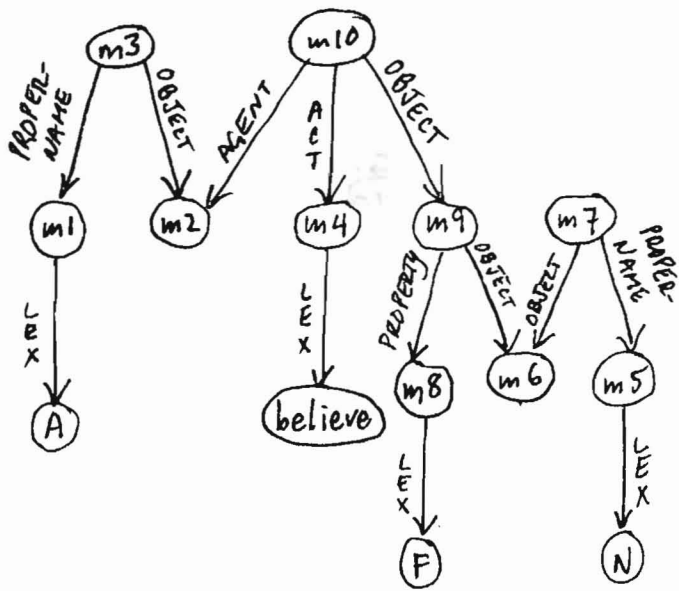 m3
m10
PROPER-
NAME
OBJECT
AGENT
ACT
OBJECT
m1
m2
m4
m9
m7
LEX
LEX
PROPERTY
OBJECT
OBJECT
PROPER-
NAME
A
believe
m8
m6
m5
LEX
LEX
F
N